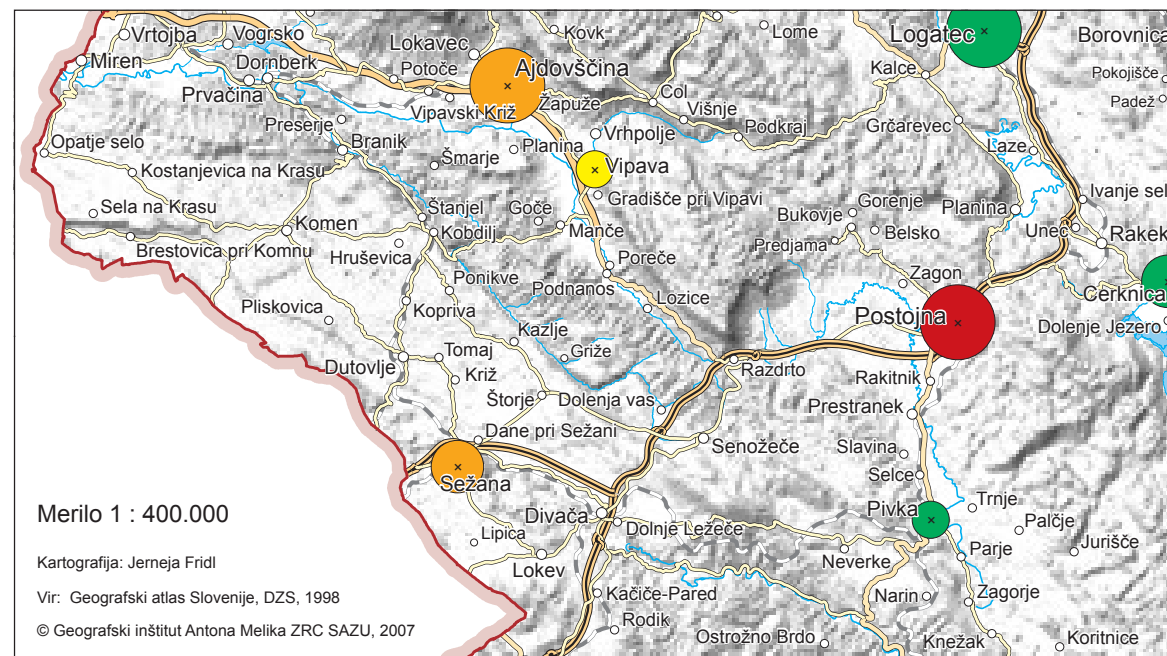 Vrtojba
Vogrsko
Lokavec
Kovk
Lome
Logatec
Borovnica
Miren
Dornberk
Potoče
Ajdovščina
Kalce
Pokojišče
Prvačina
Vipavski Križ
Žapuže
Col
Višnje
Padež
Preserje
Branik
Planina
Vrhpolje
Podkraj
Grčarevec
Opatje selo
Šmarje
Vipava
Laze
Kostanjevica na Krasu
Gradišče pri Vipavi
Ivanje sel
Sela na Krasu
Štanjel
Goče
Bukovje
Gorenje
Planina
Komen
Kobdilj
Manče
Belsko
Unec
Rakek
Brestovica pri Komnu
Hruševica
Predjama
Poreče
Ponikve
Podnanos
Zagon
Cerknica
Pliskovica
Kopriva
Lozice
Postojna
Kazlje
Dolenje Jezero
Dutovlje
Tomaj
Griže
Razdrto
Križ
Rakitnik
Štorje
Dolenja vas
Prestranek
Dane pri Sežani
Senožeče
Slavina
Sežana
Selce
Merilo 1 : 400.000
Divača
Dolnje Ležeče
Pivka
Trnje
Palčje
Lipica
Jurišče
Kartografija: Jerneja Fridl
Lokev
Neverke
Parje
Vir: Geografski atlas Slovenije, DZS, 1998
Kačiče-Pared
Narin
Zagorje
© Geografski inštitut Antona Melika ZRC SAZU, 2007
Rodik
Ostrožno Brdo
Knežak
Koritnice